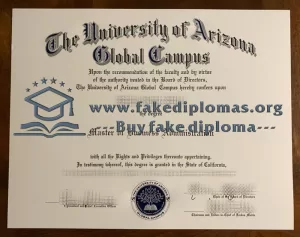 The University of Arizona
Global Campus
Upon the recommendation of the faculty and by virtue
of the authority vested in the Board of Directors,
The University of Arizona Global Campus hereby confers upon
www.fakediplomas.org
the degree
--- Buy fake diploma ---
Master of Business Administration
with all the Rights and Privileges thereunto appertaining.
In testimony whereof, this degree is granted in the State of California,